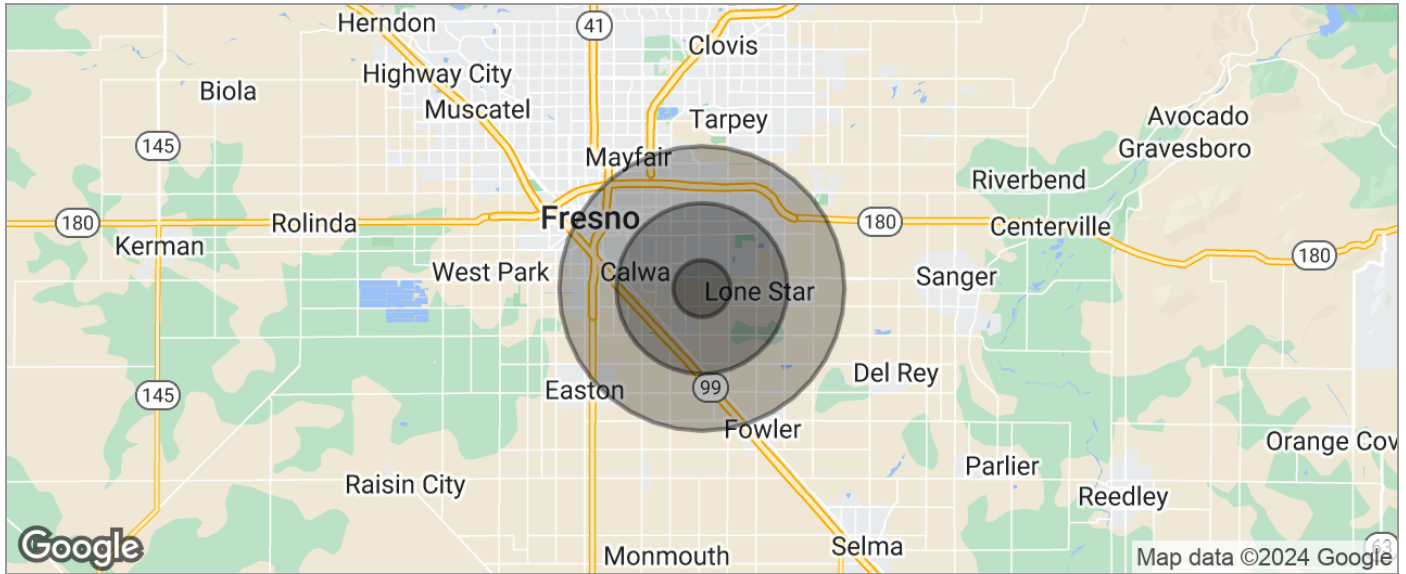 Herndon
41
Clovis
Highway City
Biola
Muscatel
Avocado
Tarpey
145
Gravesboro
Mayfair
Riverbend
180
Rolinda
Fresno
180
Centerville
Kerman
180
West Park
Calwa
Sanger
Lone Star
Del Rey
99
Easton
145
Fowler
Orange Cov
Parlier
Raisin City
Reedley
Google
Monmouth
Selma
63
Map data ©2024 Google